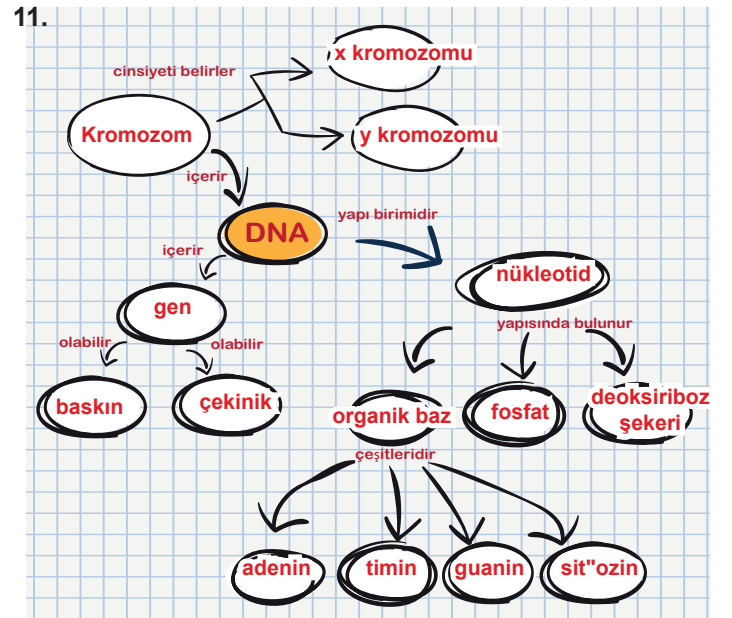 11.
x kromozomu
cinsiyeti belirler
Kromozom
y kromozomu
içerir
DNA
yapı birimidir
içerir
nükleotid
gen
yapısında bulunur
olabilir
olabilir
baskın
çekinik
organik baz
fosfat
deoksiriboz
şekeri
çeşitleridir
adenin
timin
guanin
sit"ozin